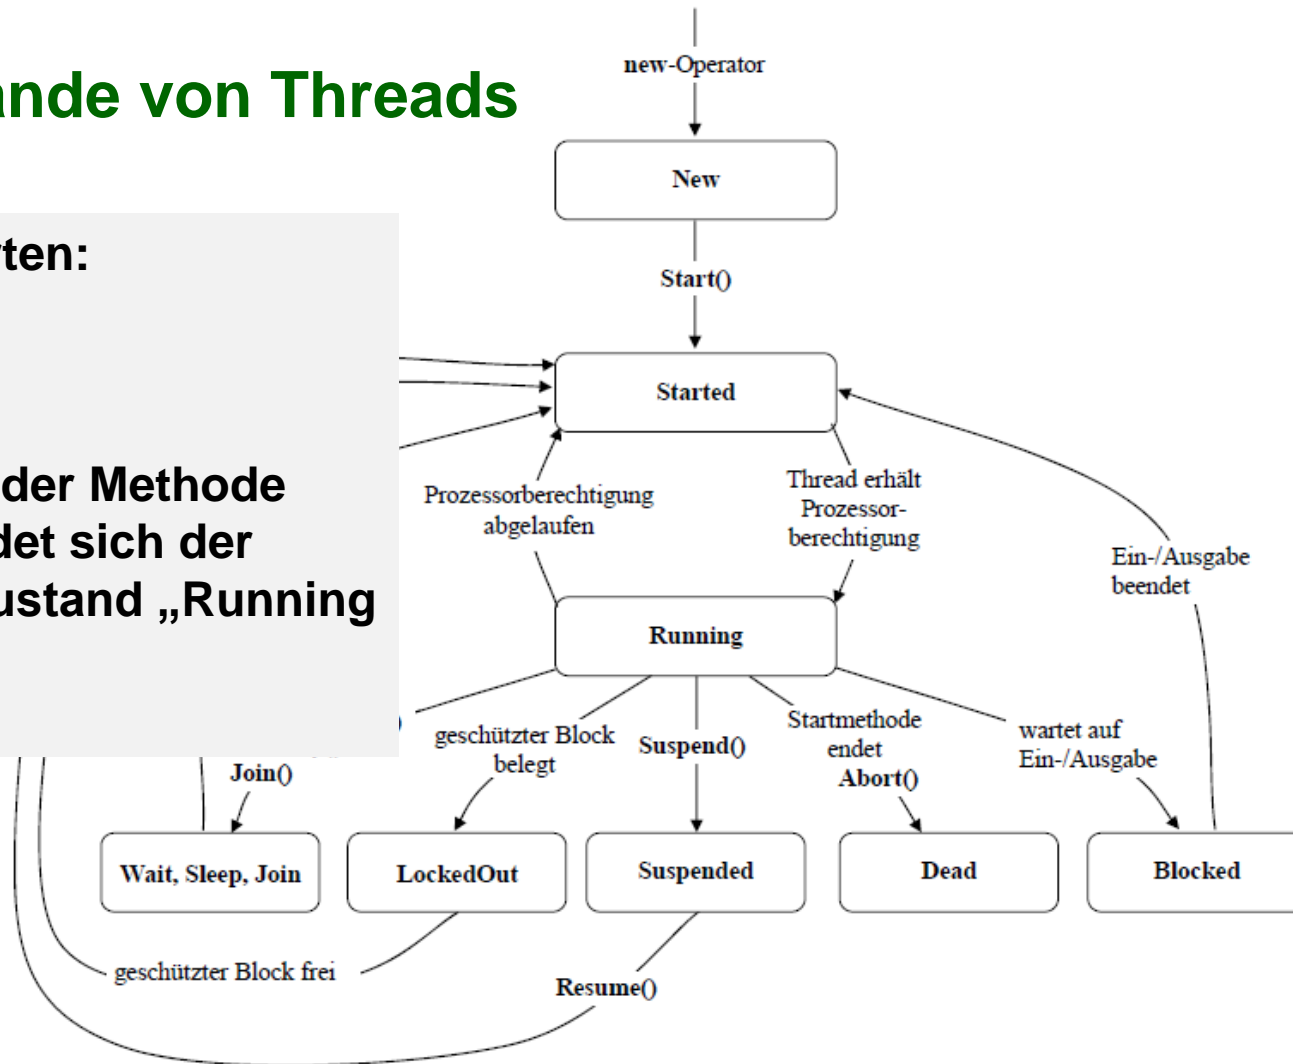 new-Operator
ande von Threads
New
ten:
Start()
Started
der Methode
det sich der
ustand „Running
Prozessorberechtigung
abgelaufen
Thread erhält
Prozessor-
berechtigung
Ein-/Ausgabe
beendet
Running
geschützter Block
belegt
Suspend()
Startmethode
endet
Abort()
wartet auf
Ein-/Ausgabe
Join()
Wait, Sleep, Join
LockedOut
Suspended
Dead
Blocked
geschützter Block frei
Resume()